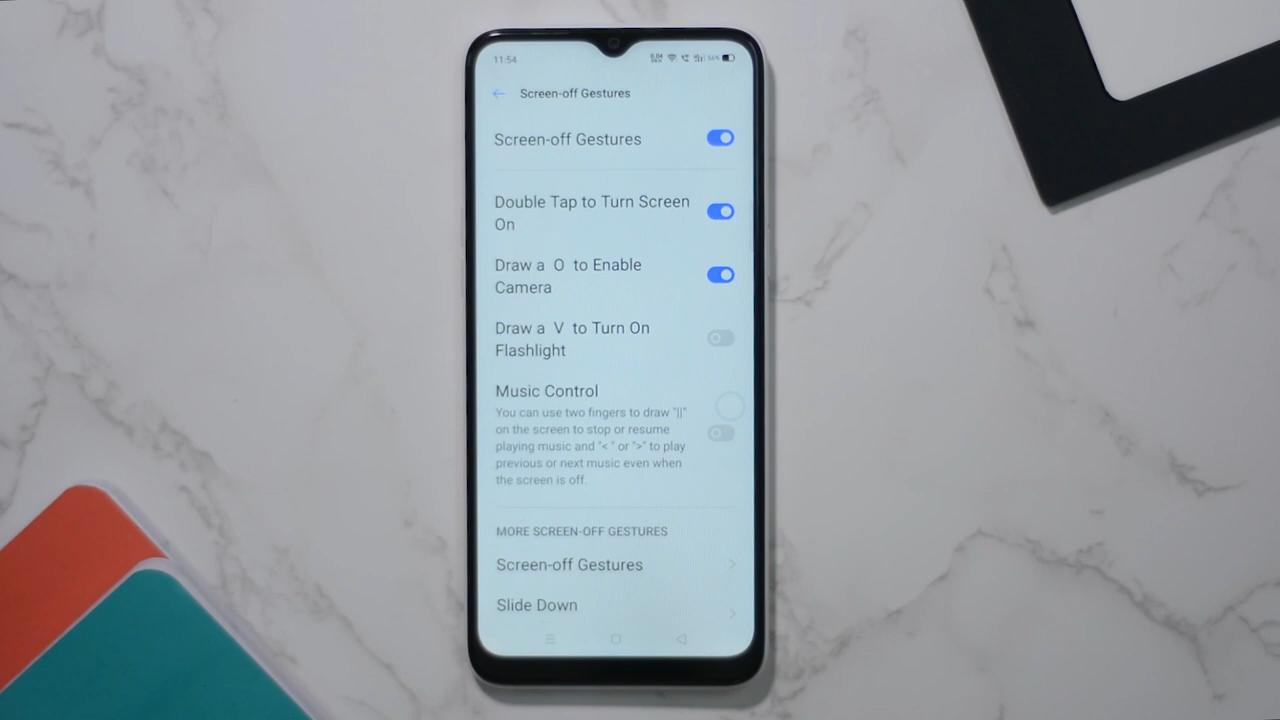 11:54
56%
Screen-off Gestures
Screen-off Gestures
Double Tap to Turn Screen
On
Draw a O to Enable
Camera
Draw a V to Turn On
Flashlight
Music Control
You can use two fingers to draw "||"
on the screen to stop or resume
playing music and "< " or ">" to play
previous or next music even when
the screen is off.
MORE SCREEN-OFF GESTURES
Screen-off Gestures
Slide Down